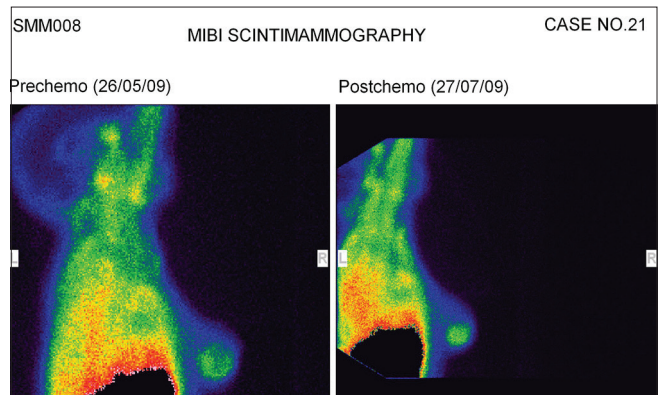 SMM008
MIBI SCINTIMAMMOGRAPHY
CASE NO.21
Prechemo (26/05/09)
Postchemo (27/07/09)
L
R
L
R